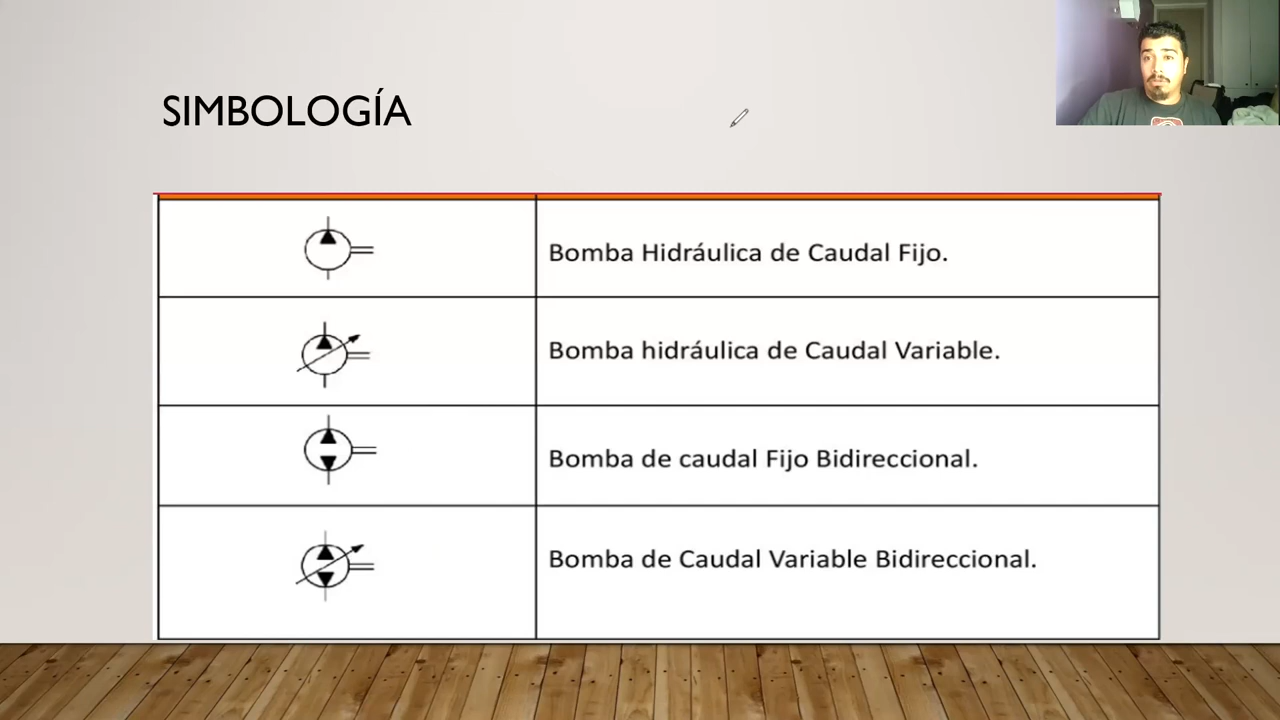 SIMBOLOGÍA
Bomba Hidráulica de Caudal Fijo.
Bomba hidráulica de Caudal Variable.
Bomba de caudal Fijo Bidireccional.
Bomba de Caudal Variable Bidireccional.